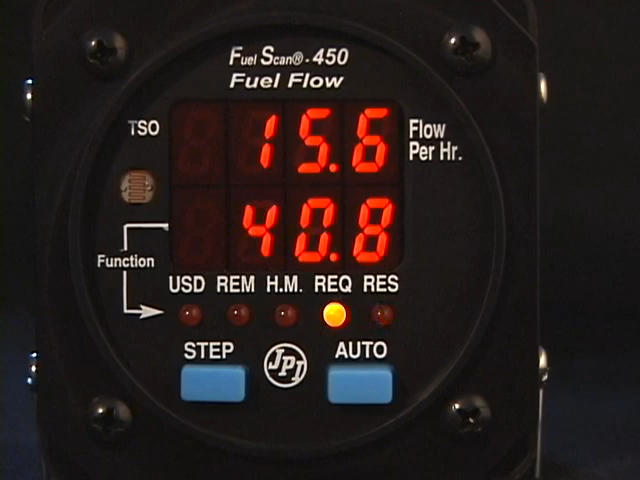 Fuel Scan®-450
Fuel Flow
TSO
15.6
Flow
Per Hr.
40.8
Function
USD REM H.M. REQ RES
STEP
JPI
AUTO